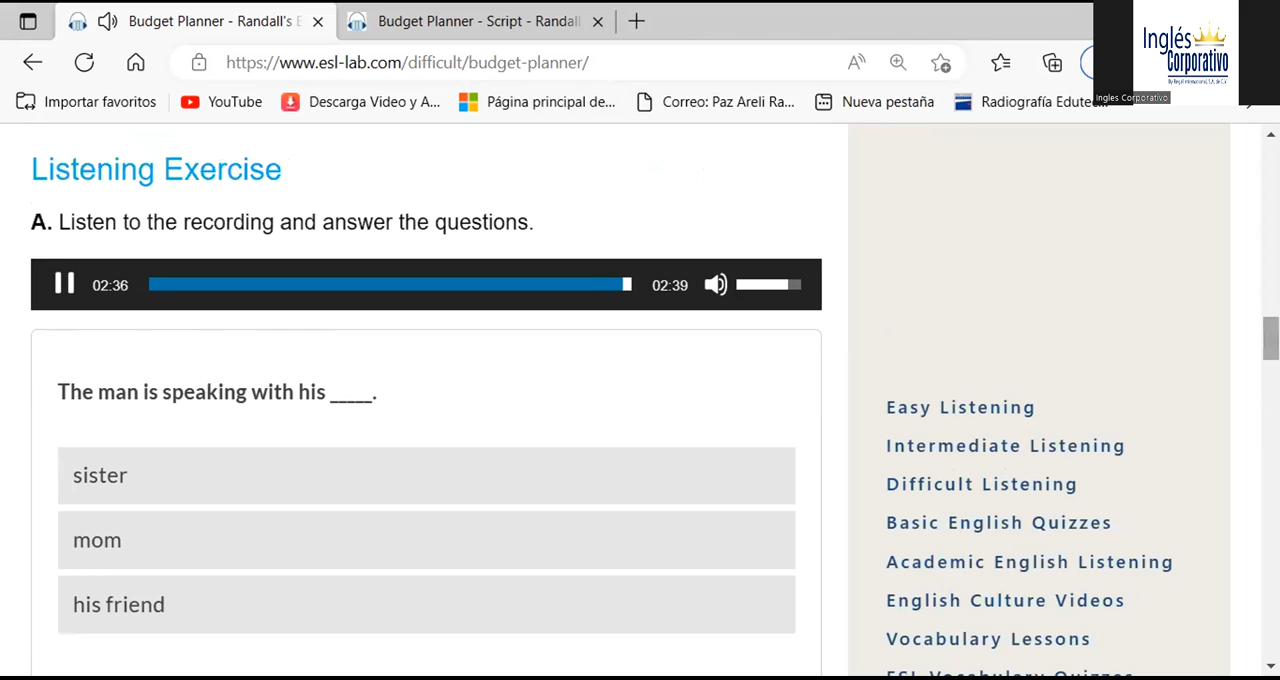 Budget Planner - Randall's E
Budget Planner - Script - Randall
https://www.esl-lab.com/difficult/budget-planner/
Importar favoritos
YouTube
Descarga Video y A...
Página principal de...
Correo: Paz Areli Ra...
Nueva pestaña
Radiografía Edutec...
Inglés
Corporativo
Ingles Corporativo
Listening Exercise
A. Listen to the recording and answer the questions.
02:36
02:39
The man is speaking with his _____.
sister
mom
his friend
Easy Listening
Intermediate Listening
Difficult Listening
Basic English Quizzes
Academic English Listening
English Culture Videos
Vocabulary Lessons
ESL Vocabulary Quizzes